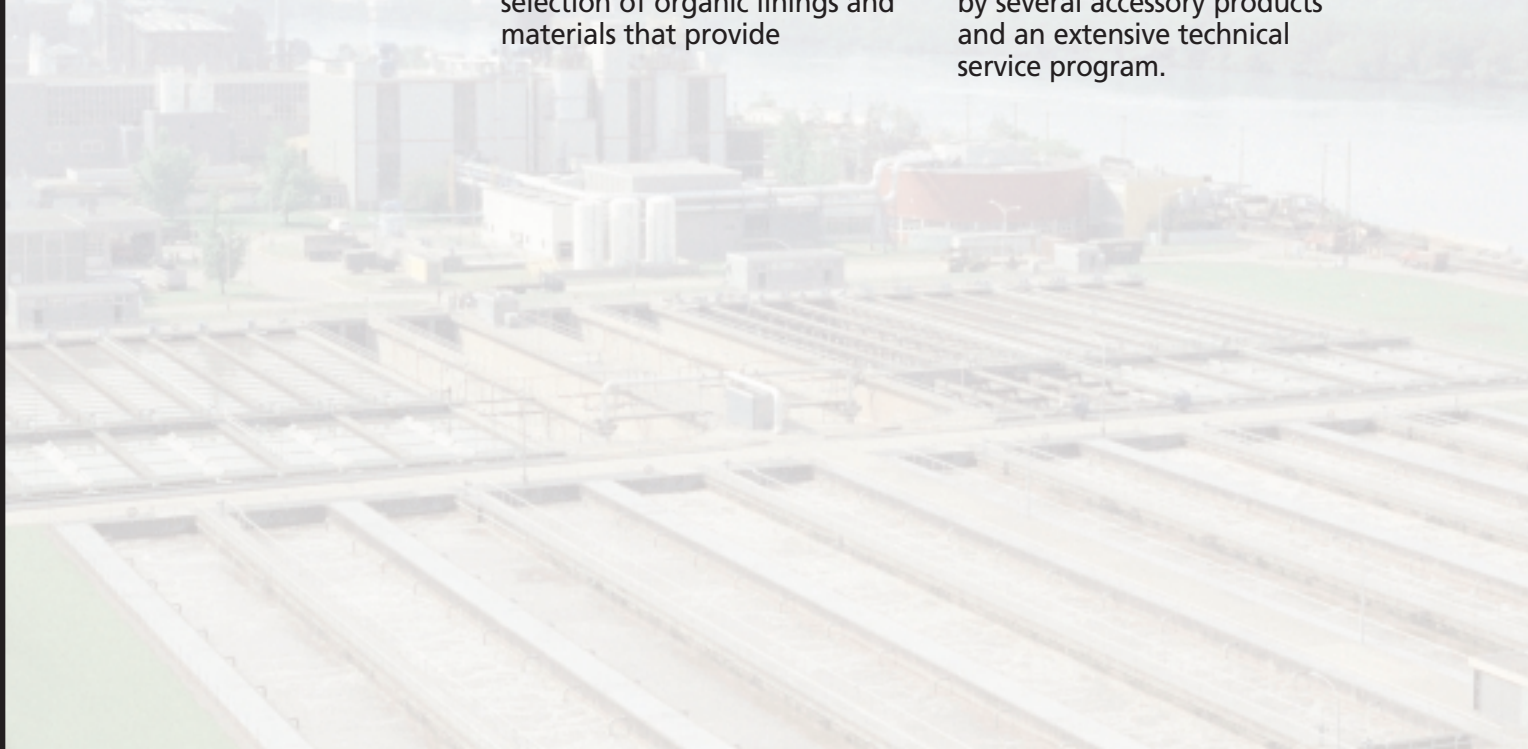 selection of organic linings and
materials that provide
by several accessory products
and an extensive technical
service program.